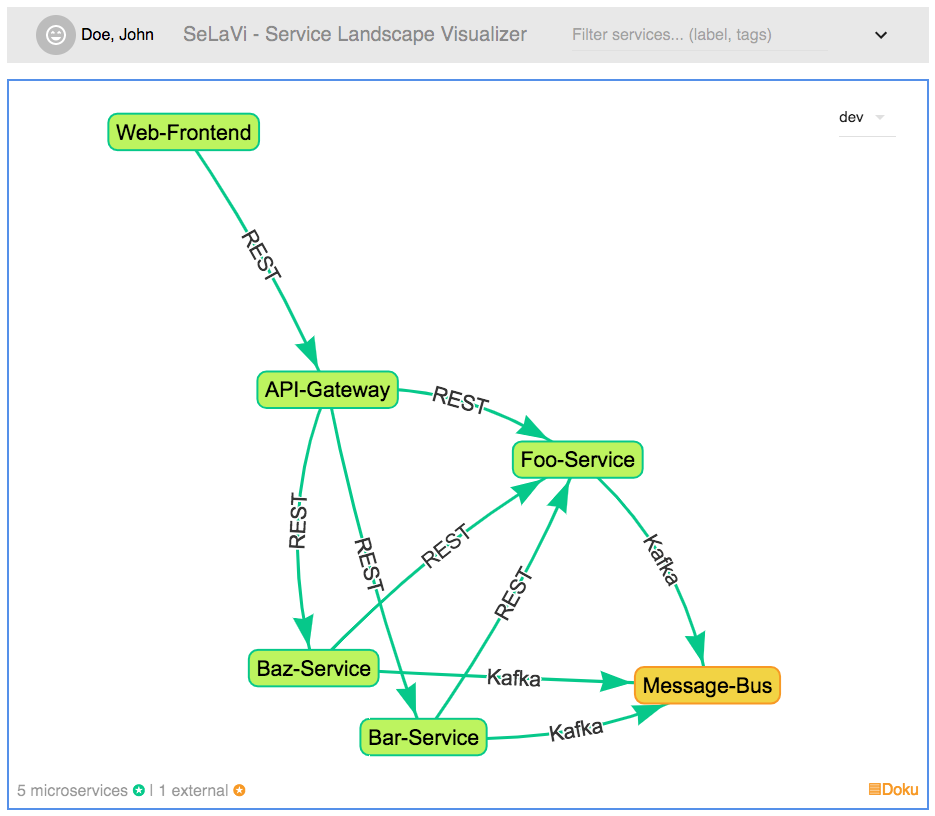 Doe, John
SeLaVi - Service Landscape Visualizer
Filter services... (label, tags)
dev
Web-Frontend
REST
API-Gateway
REST
Foo-Service
REST
REST
REST
REST
Kafka
Baz-Service
Kafka
Message-Bus
Bar-Service
Kafka
5 microservices | 1 external
Doku